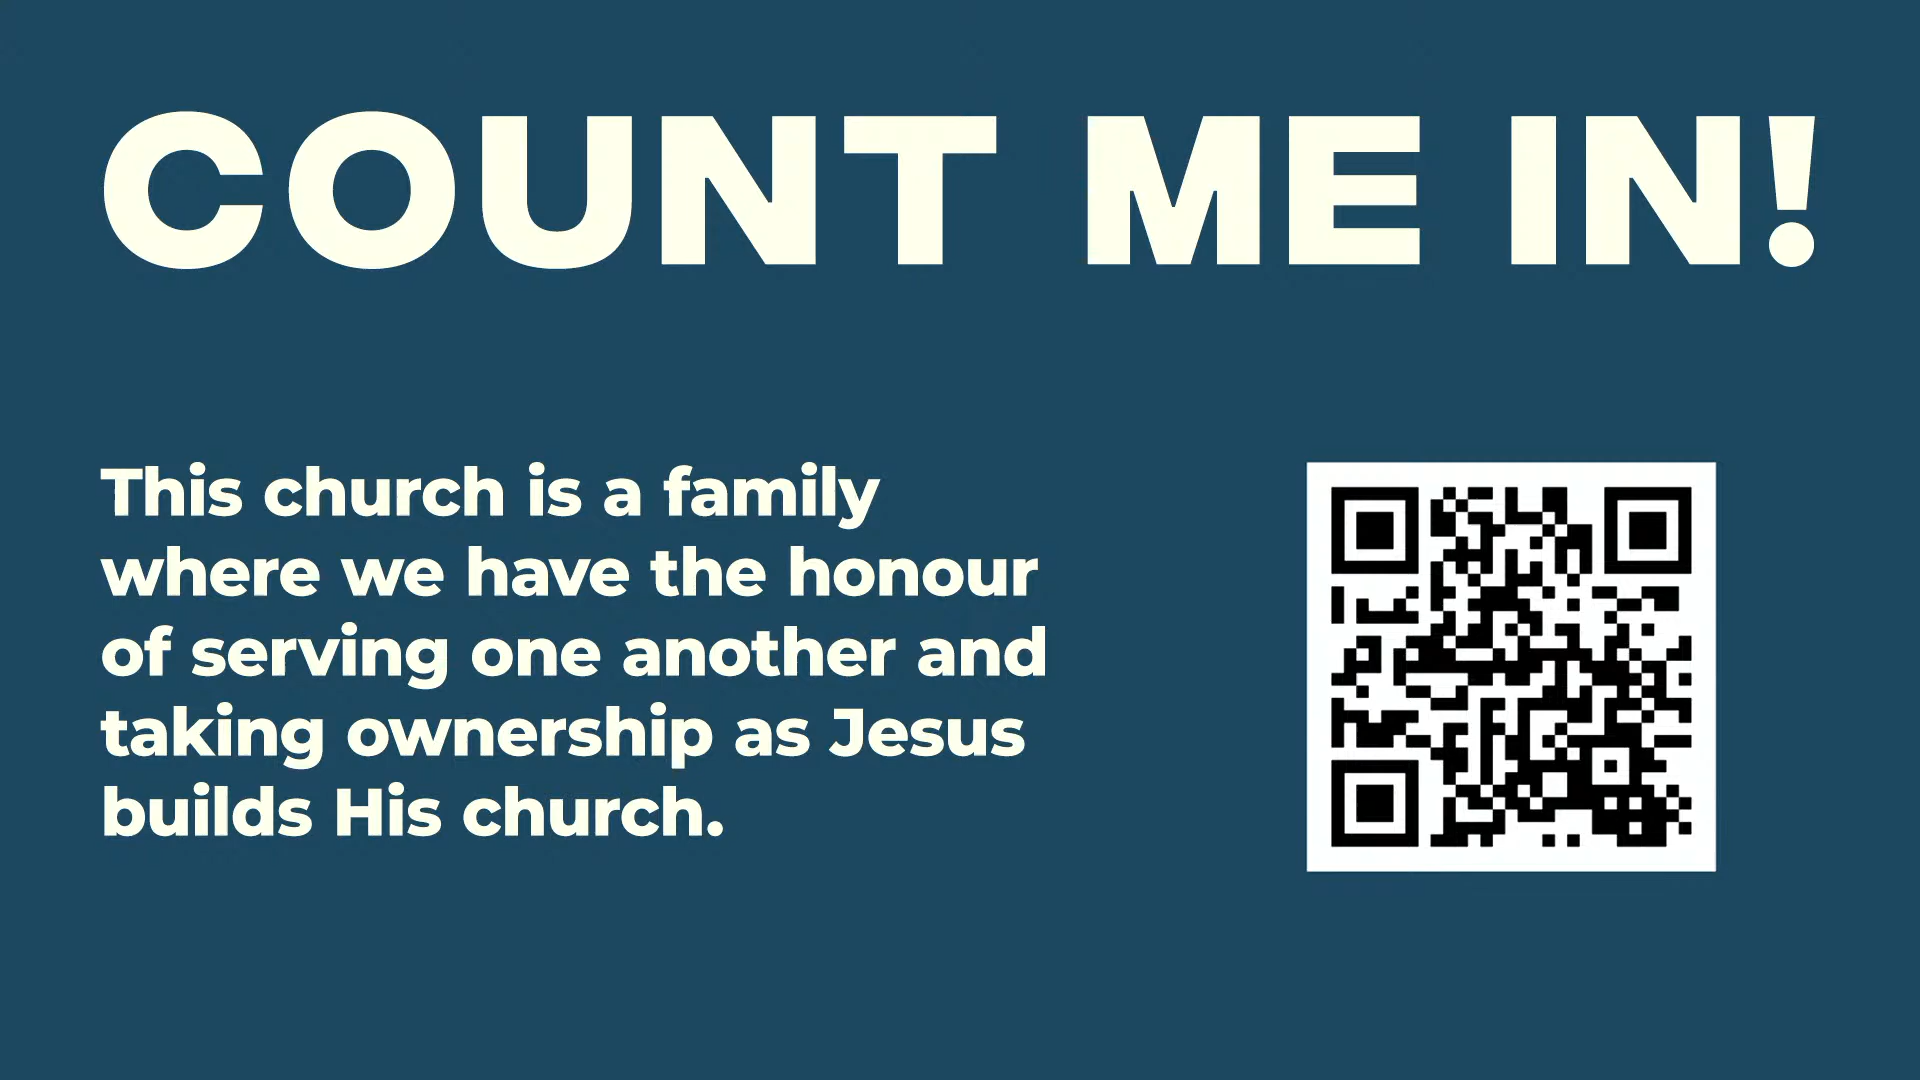 COUNT ME IN!
This church is a family
where we have the honour
of serving one another and
taking ownership as Jesus
builds His church.